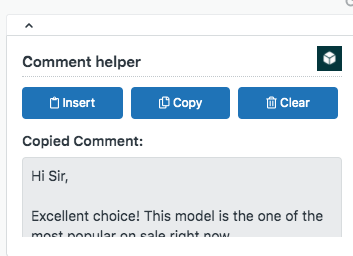 Comment helper
Insert Copy Clear
Copied Comment:
Hi Sir,
Excellent choice! This model is the one of the
most popular on sale right now